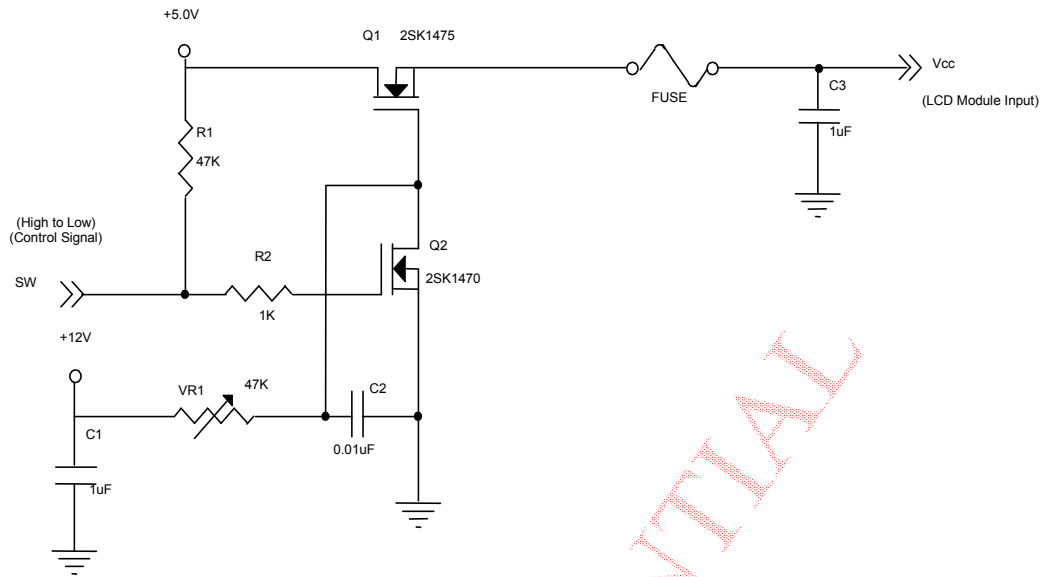 +5.0V
Q1 2SK1475
Vcc
FUSE
C3
(LCD Module Input)
R1
47K
1uF
(High to Low)
(Control Signal)
SW
R2
1K
Q2
2SK1470
+12V
VR1
47K
C2
C1
0.01uF
1uF
NTIAL